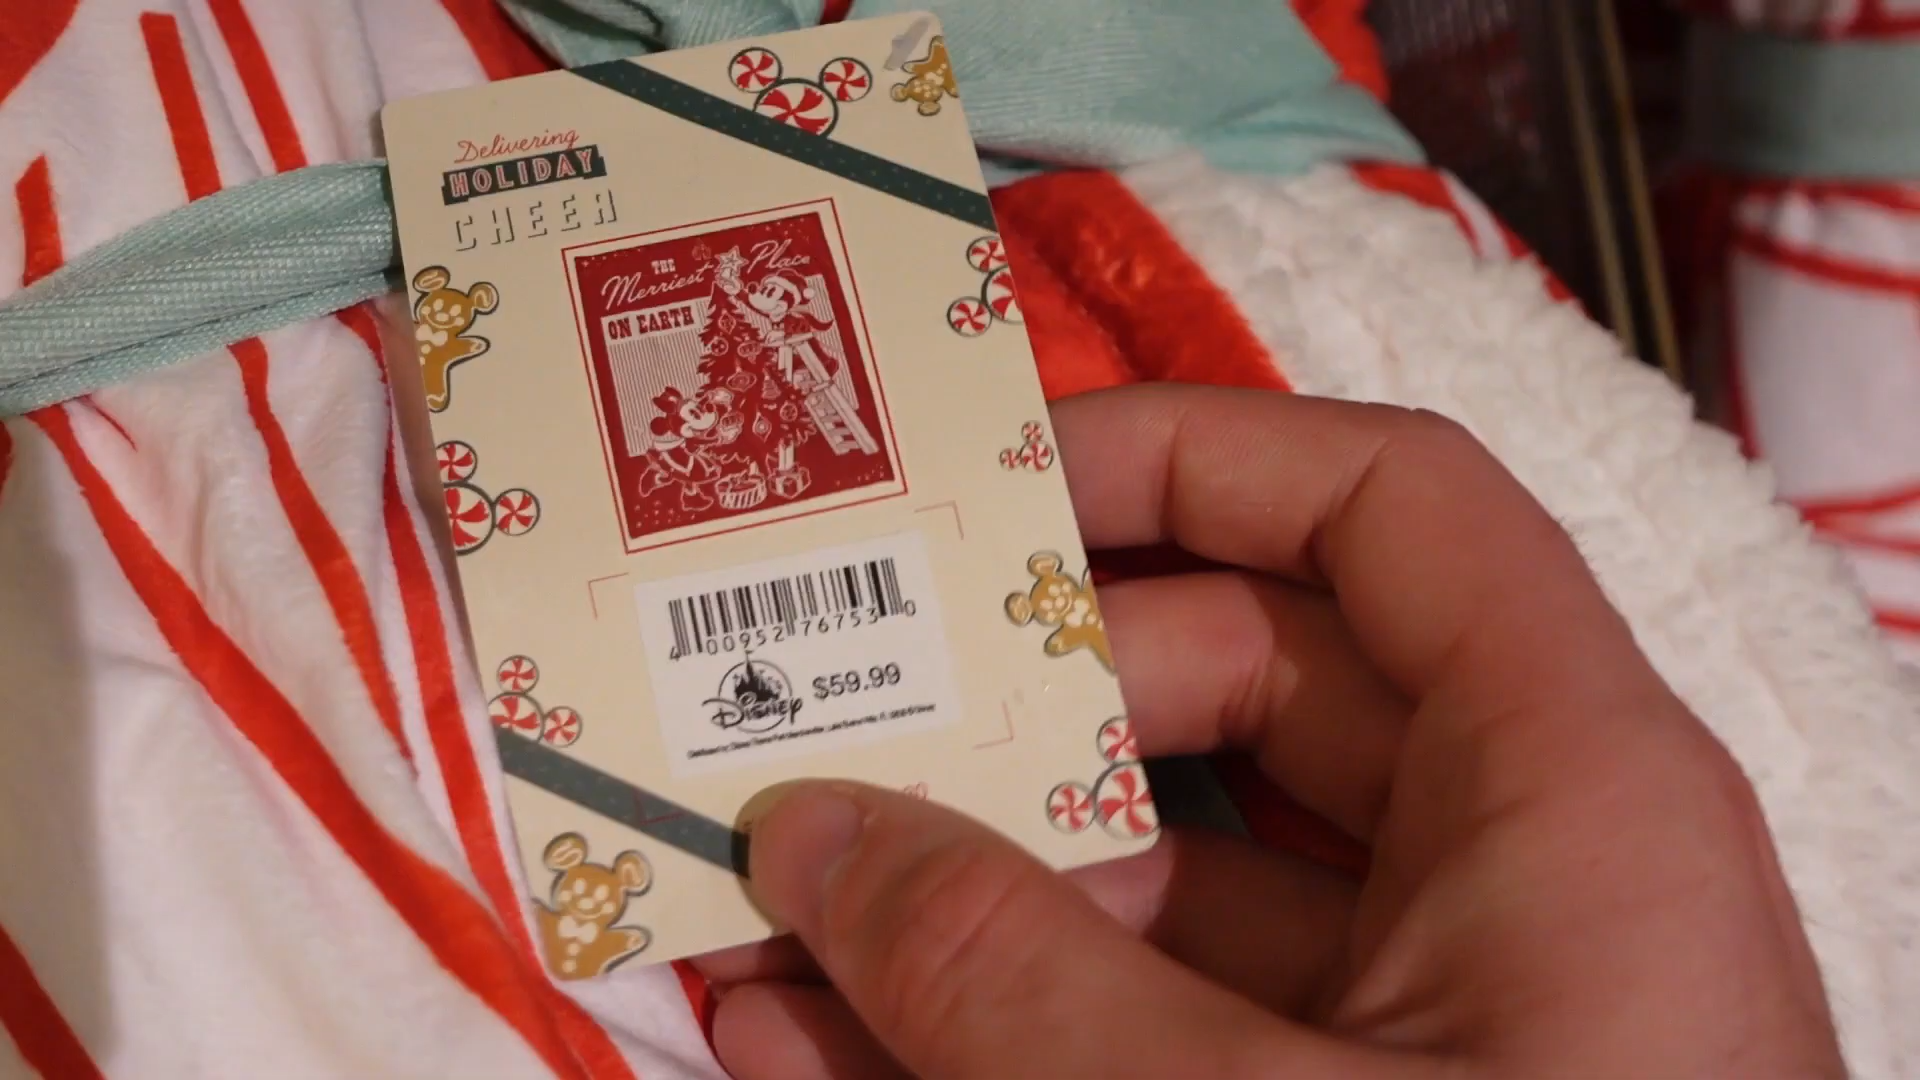 Delivering
HOLIDAY
CHEER
THE
Merriest Place
ON EARTH
4 00952 76753 0
Disney $59.99